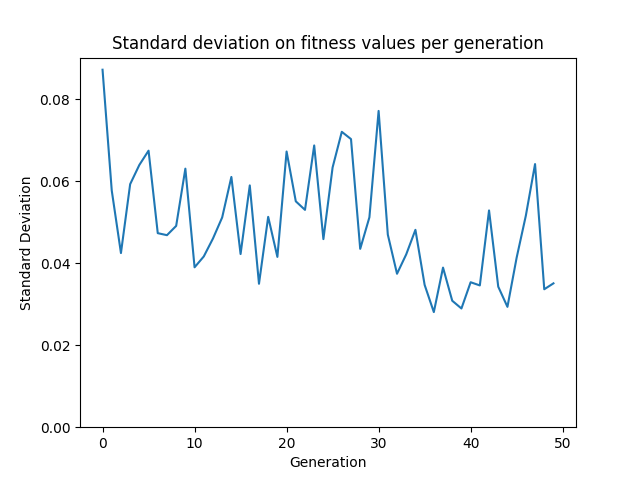 Standard deviation on fitness values per generation
0.08
0.06
0.04
0.02
0.00
Standard Deviation
0 10 20 30 40 50
Generation